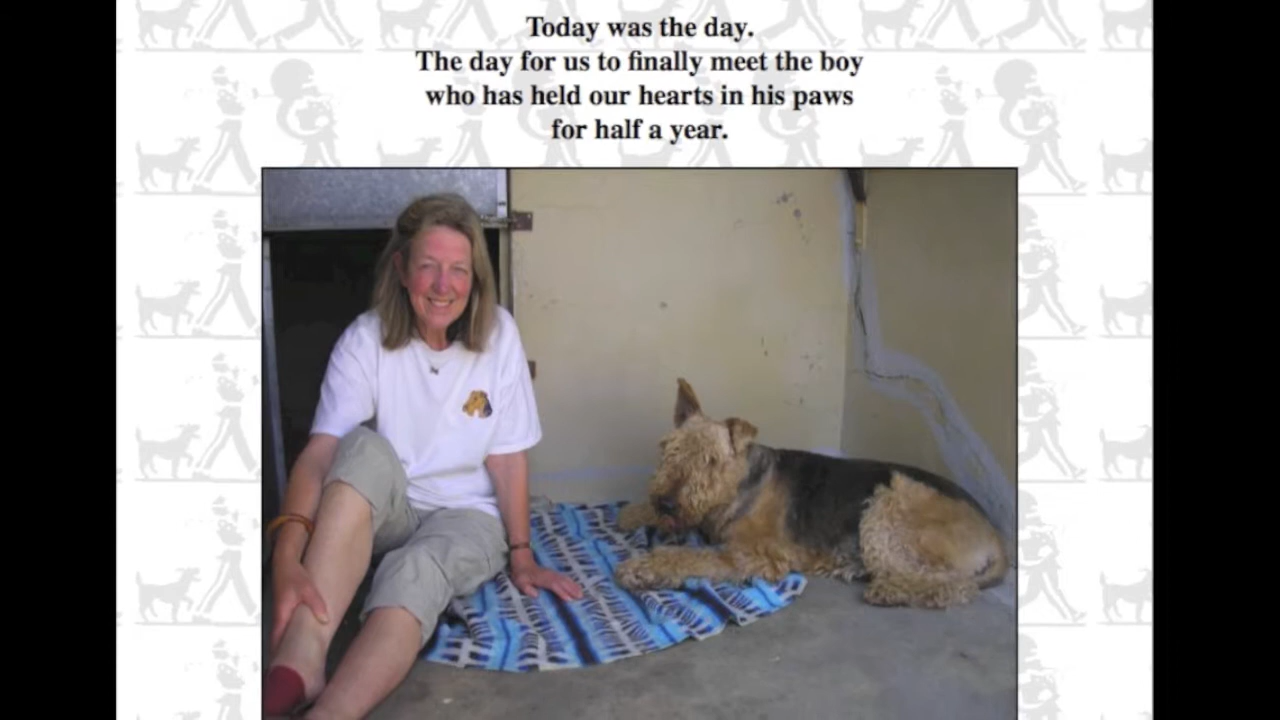 Today was the day.
The day for us to finally meet the boy
who has held our hearts in his paws
for half a year.